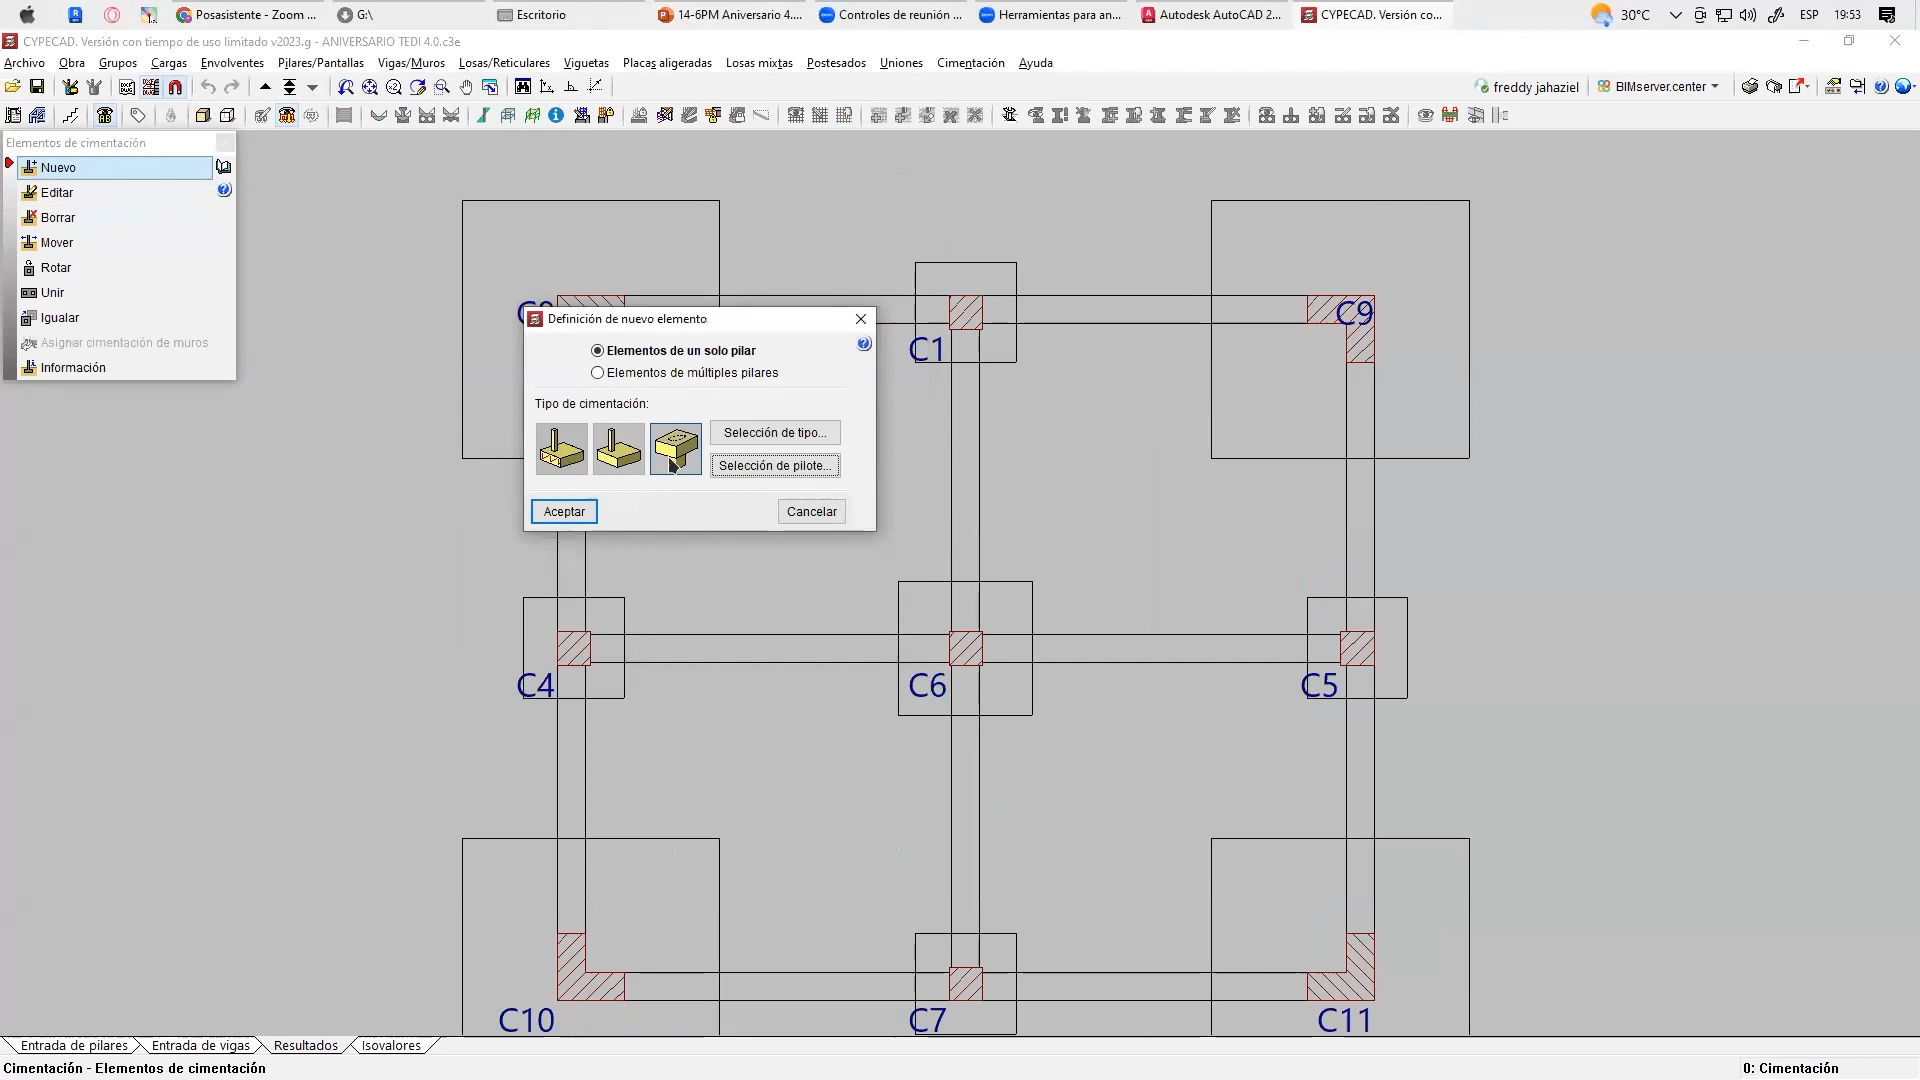 Posasistente - Zoom ...
G:\
Escritorio
14-6PM Aniversario 4....
Controles de reunión ...
Herramientas para an...
Autodesk AutoCAD 2...
CYPECAD. Versión co...
30°C
ESP
19:53
CYPECAD. Versión con tiempo de uso limitado v2023.g - ANIVERSARIO TEDI 4.0.c3e
Archivo Obra Grupos Cargas Envolventes Pilares/Pantallas Vigas/Muros Losas/Reticulares Viguetas Placas aligeradas Losas mixtas Postesados Uniones Cimentación Ayuda
freddy jahaziel
BIMserver.center
Elementos de cimentación
Nuevo
Editar
Borrar
Mover
Rotar
Unir
Igualar
Asignar cimentación de muros
Información
C9
C1
Definición de nuevo elemento
Elementos de un solo pilar
Elementos de múltiples pilares
Tipo de cimentación:
Selección de tipo...
Selección de pilote...
Aceptar
Cancelar
C4
C6
C5
C10
C7
C11
Entrada de pilares Entrada de vigas Resultados Isovalores
Cimentación - Elementos de cimentación
0: Cimentación